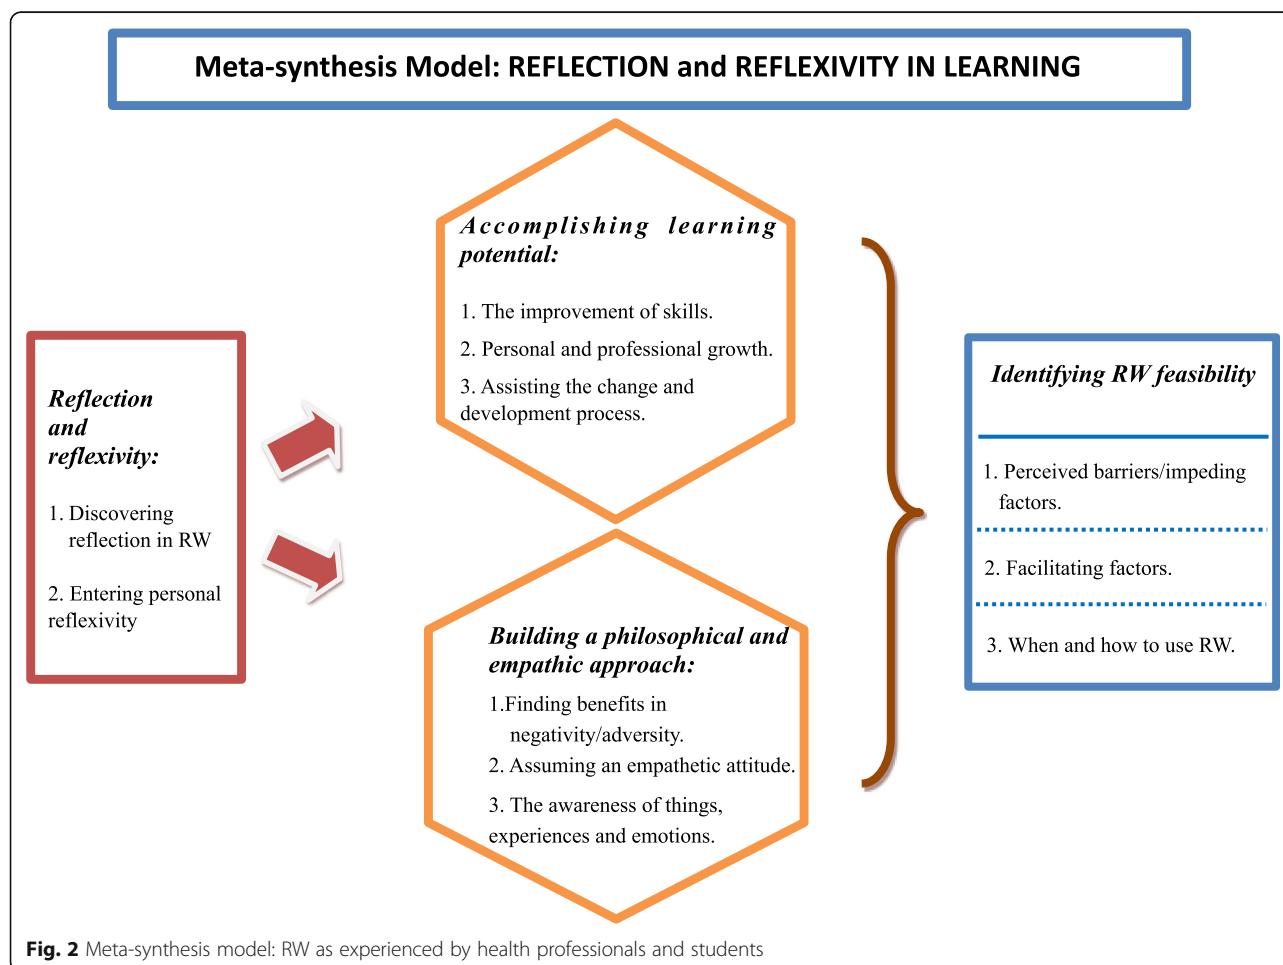 Meta-synthesis Model: REFLECTION and REFLEXIVITY IN LEARNING
Reflection
and
reflexivity:
1. Discovering
reflection in RW
2. Entering personal
reflexivity
Accomplishing learning
potential:
1. The improvement of skills.
2. Personal and professional growth.
3. Assisting the change and
development process.
Building a philosophical and
empathic approach:
1.Finding benefits in
negativity/adversity.
2. Assuming an empathetic attitude.
3. The awareness of things,
experiences and emotions.
Identifying RW feasibility
1. Perceived barriers/impeding
factors.
2. Facilitating factors.
3. When and how to use RW.
Fig. 2 Meta-synthesis model: RW as experienced by health professionals and students